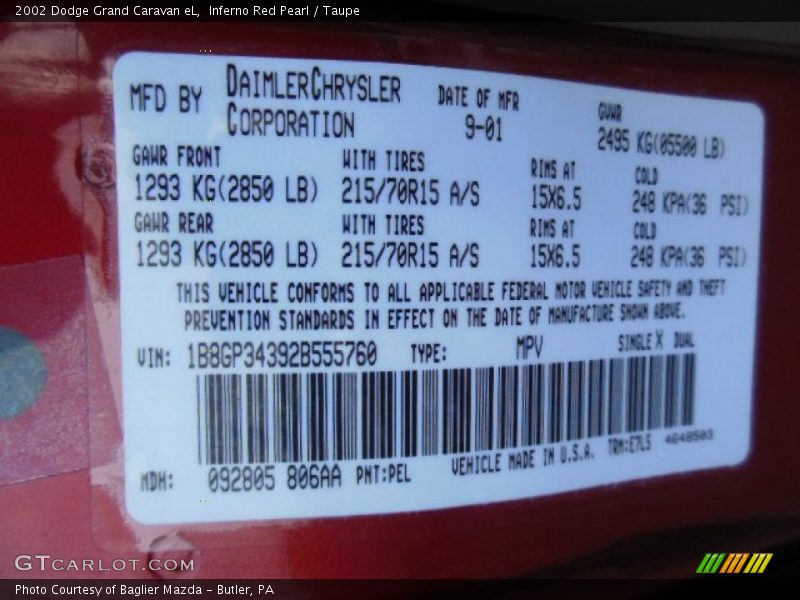 2002 Dodge Grand Caravan eL,  Inferno Red Pearl / Taupe
MFD BY DAIMLERCHRYSLER CORPORATION DATE OF MFR 9-01 GVWR 2495 KG(05500 LB)
GAWR FRONT WITH TIRES RIMS AT COLD
1293 KG(2850 LB) 215/70R15 A/S 15X6.5 248 KPA(36 PSI)
GAWR REAR WITH TIRES RIMS AT COLD
1293 KG(2850 LB) 215/70R15 A/S 15X6.5 248 KPA(36 PSI)
THIS VEHICLE CONFORMS TO ALL APPLICABLE FEDERAL MOTOR VEHICLE SAFETY AND THEFT
PREVENTION STANDARDS IN EFFECT ON THE DATE OF MANUFACTURE SHOWN ABOVE.
VIN: 1B8GP34392B555760 TYPE: MPV SINGLE X DUAL
MDH: 092805 806AA PNT:PEL VEHICLE MADE IN U.S.A. TRM:E7L5 4648503
GTCARLOT.COM
Photo Courtesy of Baglier Mazda - Butler, PA